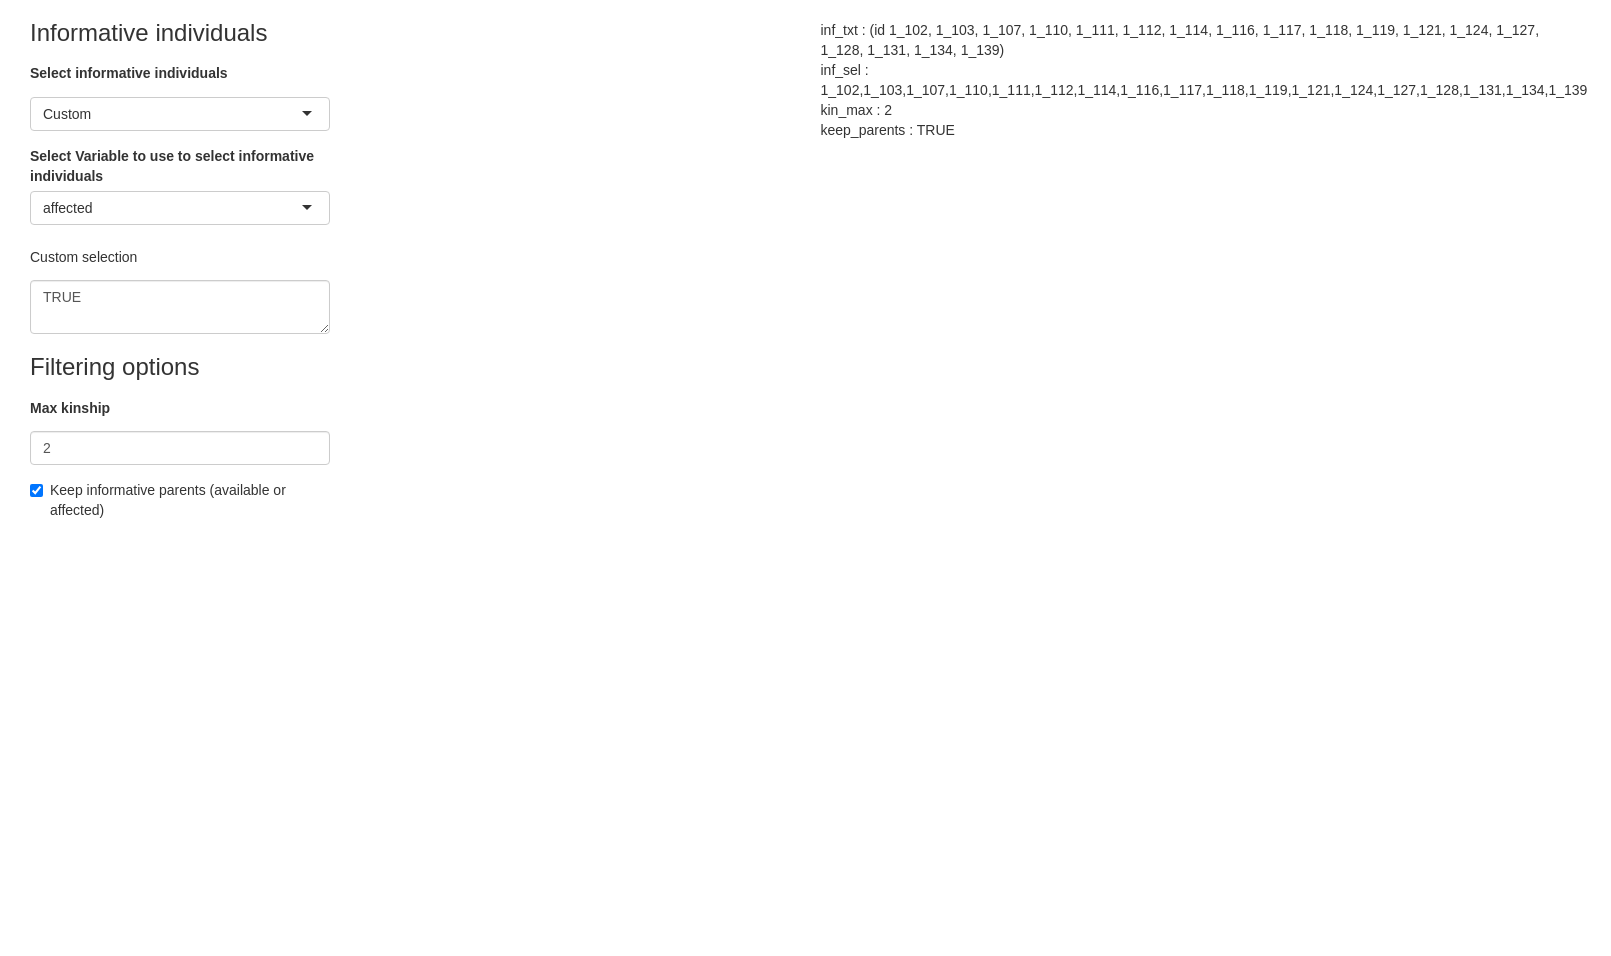 Informative individuals
Select informative individuals
Custom
Select Variable to use to select informative
individuals
affected
Custom selection
TRUE
Filtering options
Max kinship
2
Keep informative parents (available or
affected)
inf_txt : (id 1_102, 1_103, 1_107, 1_110, 1_111, 1_112, 1_114, 1_116, 1_117, 1_118, 1_119, 1_121, 1_124, 1_127,
1_128, 1_131, 1_134, 1_139)
inf_sel :
1_102,1_103,1_107,1_110,1_111,1_112,1_114,1_116,1_117,1_118,1_119,1_121,1_124,1_127,1_128,1_131,1_134,1_139
kin_max : 2
keep_parents : TRUE